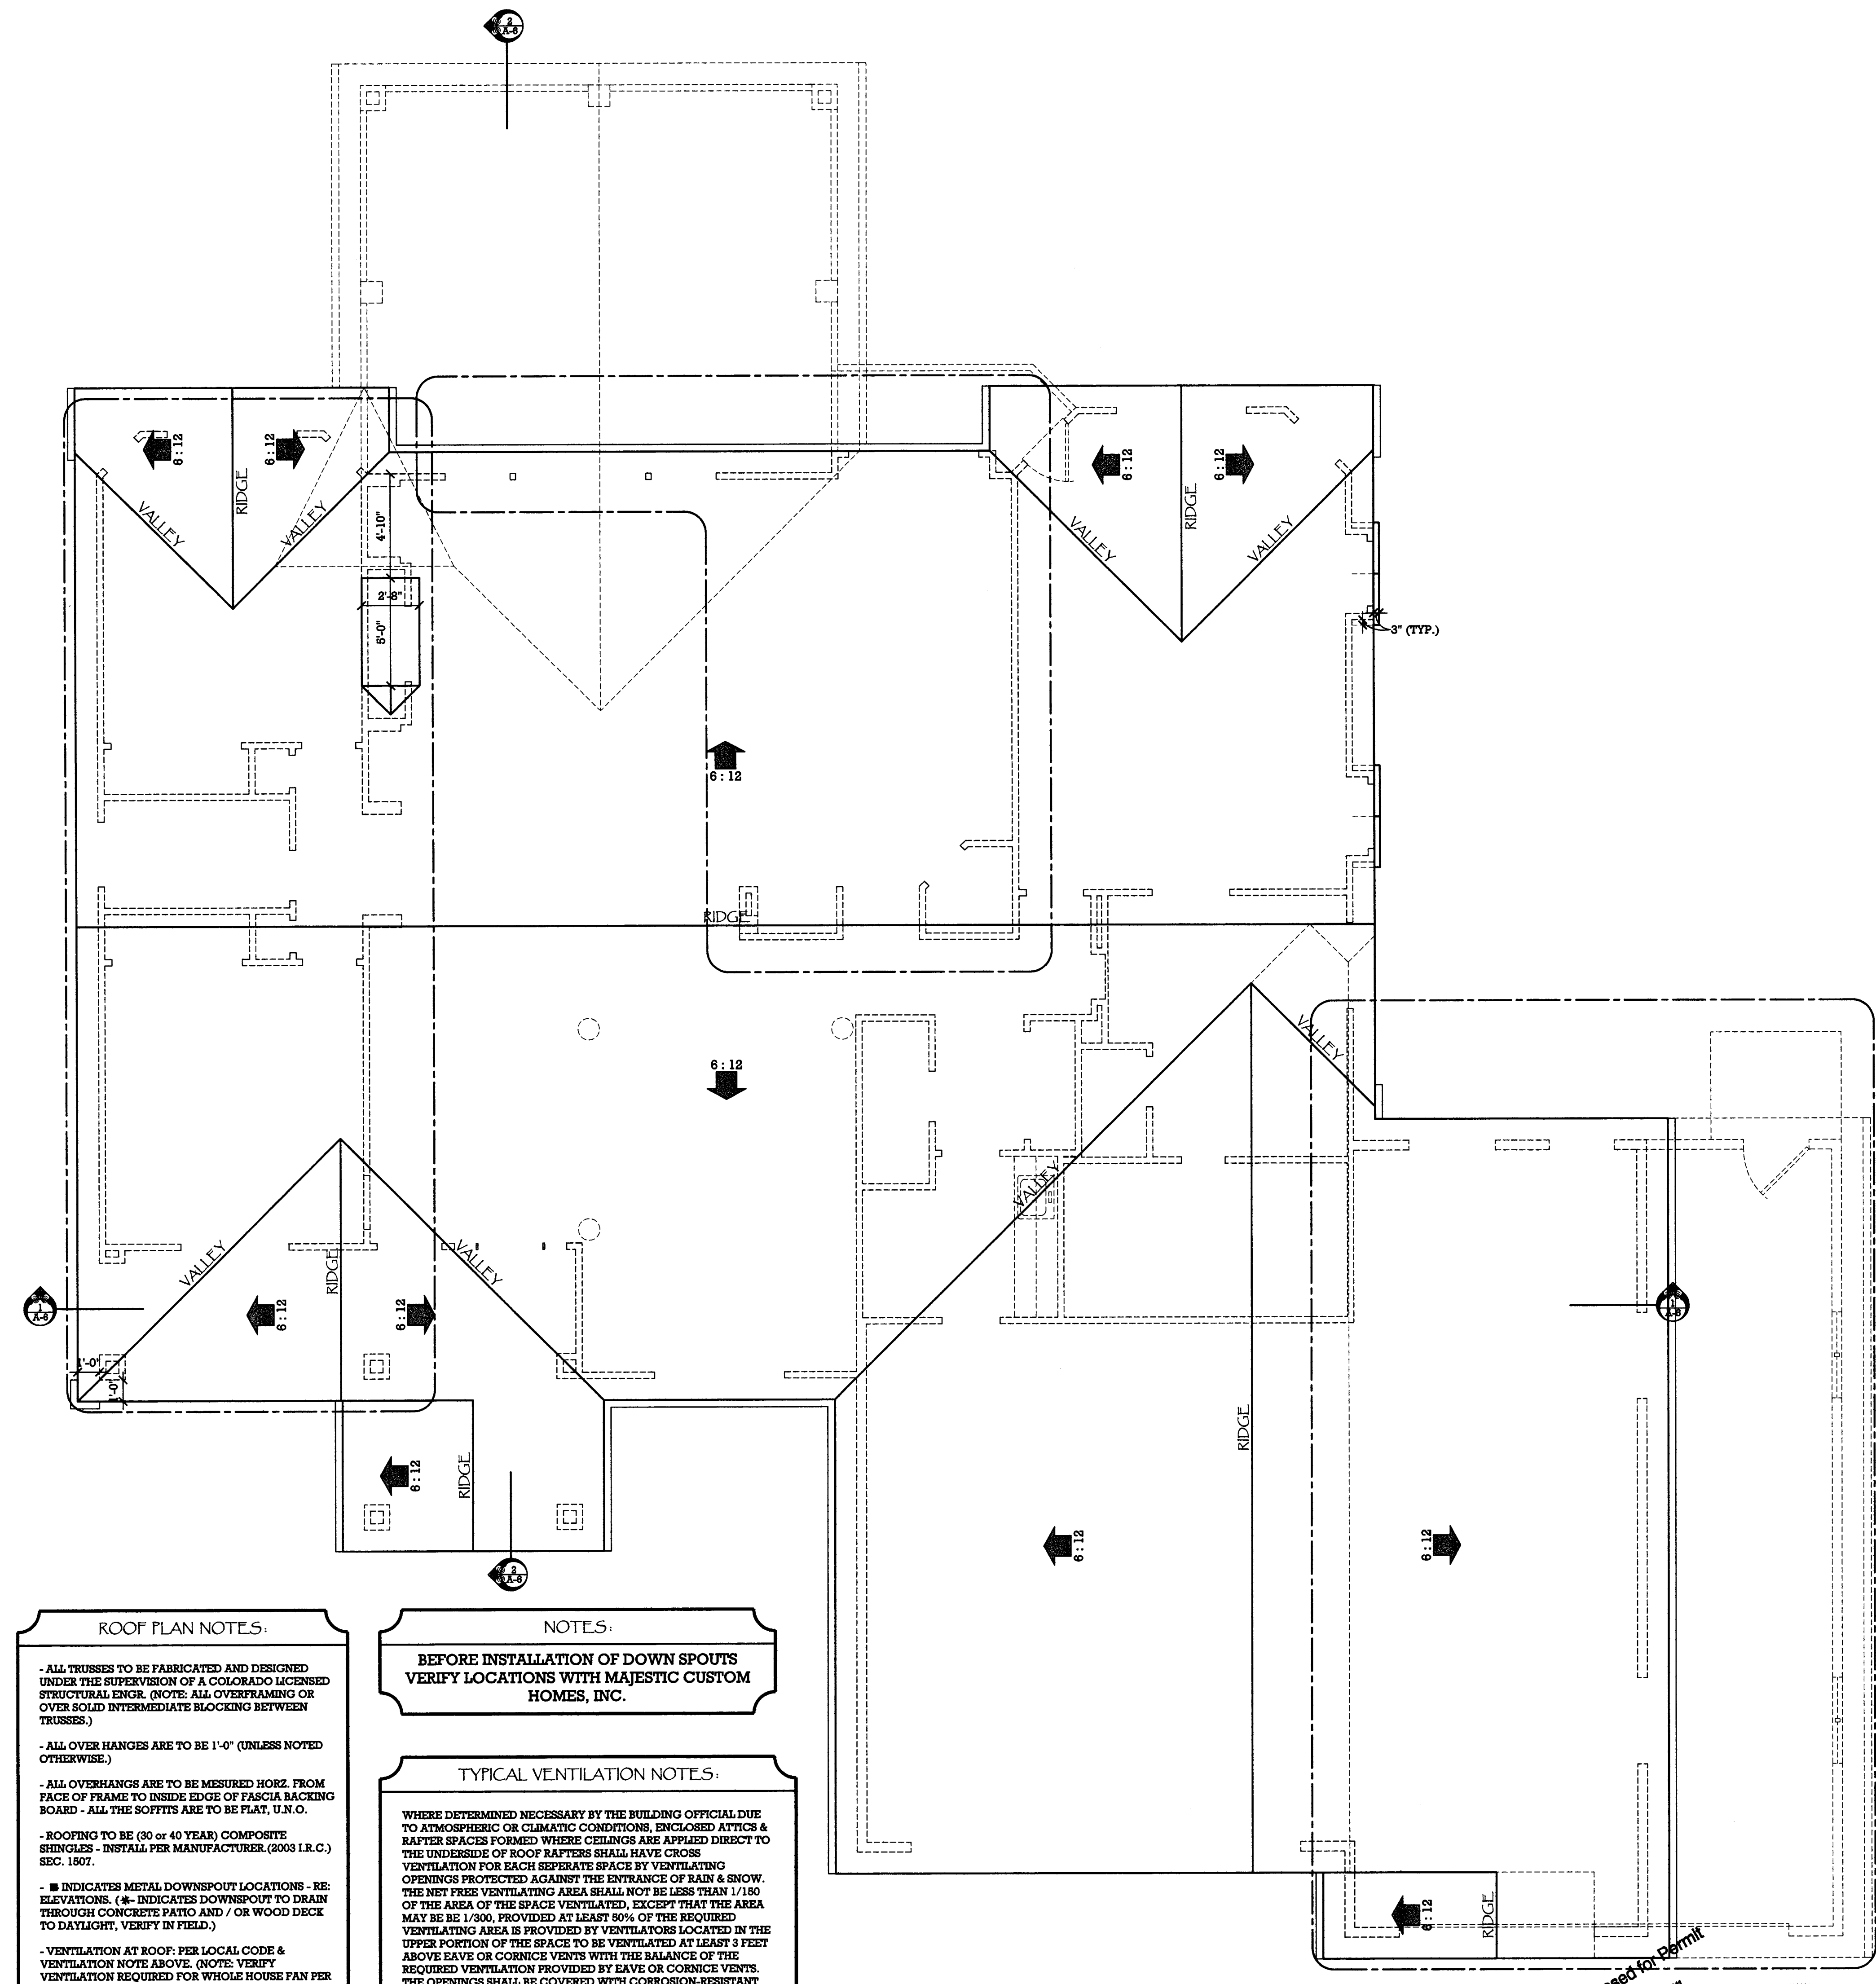 2
A-6
6 : 12
6 : 12
RIDGE
VALLEY
VALLEY
4'-10"
2'-8"
5'-0"
6 : 12
6 : 12
RIDGE
VALLEY
VALLEY
3" (TYP.)
6 : 12
RIDGE
6 : 12
VALLEY
VALLEY
VALLEY
RIDGE
VALLEY
6 : 12
6 : 12
1
A-6
1
A-6
1'-0"
1'-0"
RIDGE
6 : 12
RIDGE
6 : 12
6 : 12
2
A-6
6 : 12
RIDGE
ROOF PLAN NOTES:
- ALL TRUSSES TO BE FABRICATED AND DESIGNED
UNDER THE SUPERVISION OF A COLORADO LICENSED
STRUCTURAL ENGR. (NOTE: ALL OVERFRAMING OR
OVER SOLID INTERMEDIATE BLOCKING BETWEEN
TRUSSES.)
- ALL OVER HANGES ARE TO BE 1'-0" (UNLESS NOTED
OTHERWISE.)
- ALL OVERHANGS ARE TO BE MESURED HORZ. FROM
FACE OF FRAME TO INSIDE EDGE OF FASCIA BACKING
BOARD - ALL THE SOFFITS ARE TO BE FLAT, U.N.O.
- ROOFING TO BE (30 or 40 YEAR) COMPOSITE
SHINGLES - INSTALL PER MANUFACTURER.(2003 I.R.C.)
SEC. 1507.
- ■ INDICATES METAL DOWNSPOUT LOCATIONS - RE:
ELEVATIONS. (*- INDICATES DOWNSPOUT TO DRAIN
THROUGH CONCRETE PATIO AND / OR WOOD DECK
TO DAYLIGHT, VERIFY IN FIELD.)
- VENTILATION AT ROOF: PER LOCAL CODE &
VENTILATION NOTE ABOVE. (NOTE: VERIFY
VENTILATION REQUIRED FOR WHOLE HOUSE FAN PER
NOTES:
BEFORE INSTALLATION OF DOWN SPOUTS
VERIFY LOCATIONS WITH MAJESTIC CUSTOM
HOMES, INC.
TYPICAL VENTILATION NOTES:
WHERE DETERMINED NECESSARY BY THE BUILDING OFFICIAL DUE
TO ATMOSPHERIC OR CLIMATIC CONDITIONS, ENCLOSED ATTICS &
RAFTER SPACES FORMED WHERE CEILINGS ARE APPLIED DIRECT TO
THE UNDERSIDE OF ROOF RAFTERS SHALL HAVE CROSS
VENTILATION FOR EACH SEPERATE SPACE BY VENTILATING
OPENINGS PROTECTED AGAINST THE ENTRANCE OF RAIN & SNOW.
THE NET FREE VENTILATING AREA SHALL NOT BE LESS THAN 1/150
OF THE AREA OF THE SPACE VENTILATED, EXCEPT THAT THE AREA
MAY BE BE 1/300, PROVIDED AT LEAST 50% OF THE REQUIRED
VENTILATING AREA IS PROVIDED BY VENTILATORS LOCATED IN THE
UPPER PORTION OF THE SPACE TO BE VENTILATED AT LEAST 3 FEET
ABOVE EAVE OR CORNICE VENTS WITH THE BALANCE OF THE
REQUIRED VENTILATION PROVIDED BY EAVE OR CORNICE VENTS.
THE OPENINGS SHALL BE COVERED WITH CORROSION-RESISTANT
for Permit